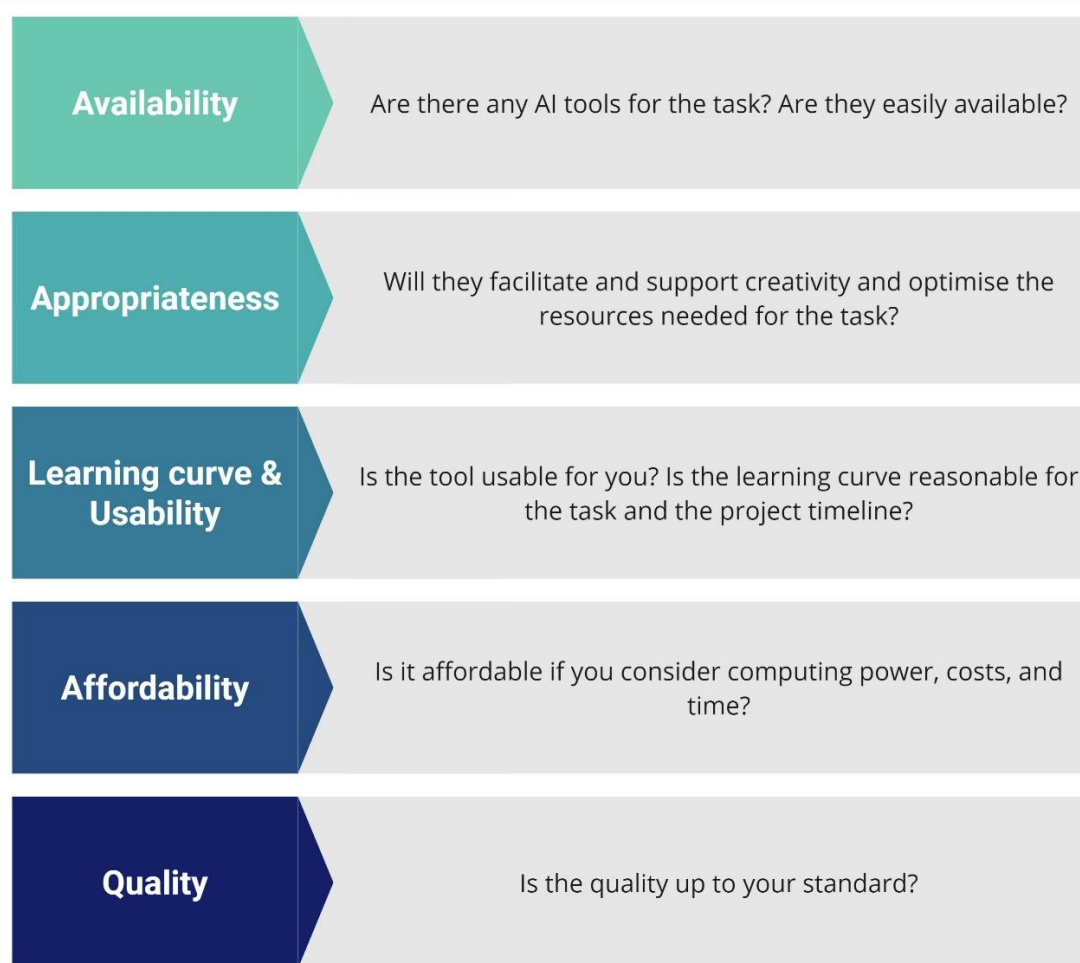 Availability
Are there any AI tools for the task? Are they easily available?
Appropriateness
Will they facilitate and support creativity and optimise the
resources needed for the task?
Learning curve &
Usability
Is the tool usable for you? Is the learning curve reasonable for
the task and the project timeline?
Affordability
Is it affordable if you consider computing power, costs, and
time?
Quality
Is the quality up to your standard?